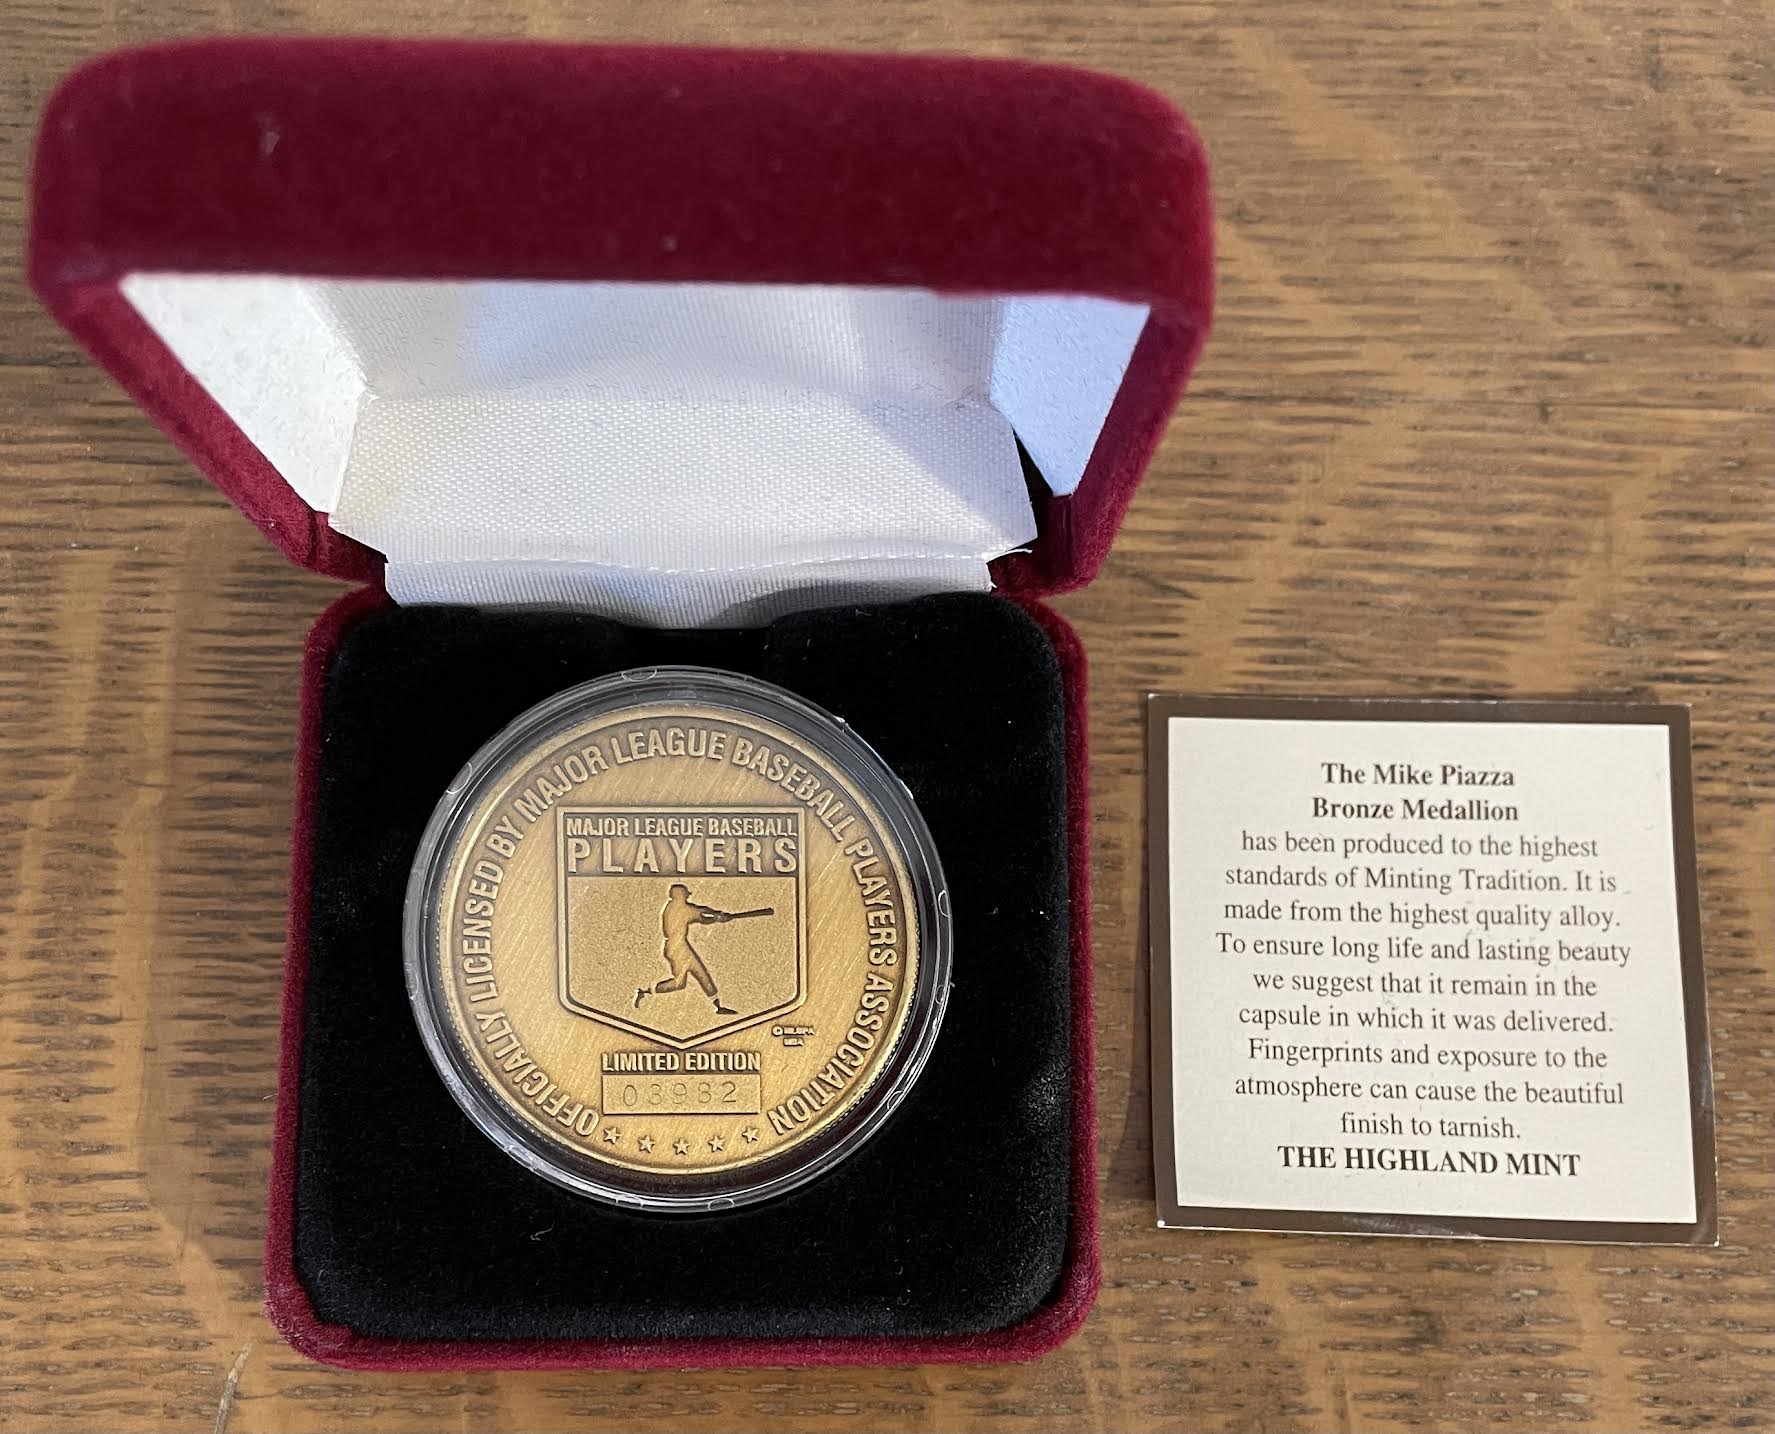 OFFICIALLY LICENSED BY MAJOR LEAGUE BASEBALL PLAYERS ASSOCIATION
MAJOR LEAGUE BASEBALL
PLAYERS
© MLBPA
MSA
LIMITED EDITION
03982
The Mike Piazza
Bronze Medallion
has been produced to the highest
standards of Minting Tradition. It is
made from the highest quality alloy.
To ensure long life and lasting beauty
we suggest that it remain in the
capsule in which it was delivered.
Fingerprints and exposure to the
atmosphere can cause the beautiful
finish to tarnish.
THE HIGHLAND MINT